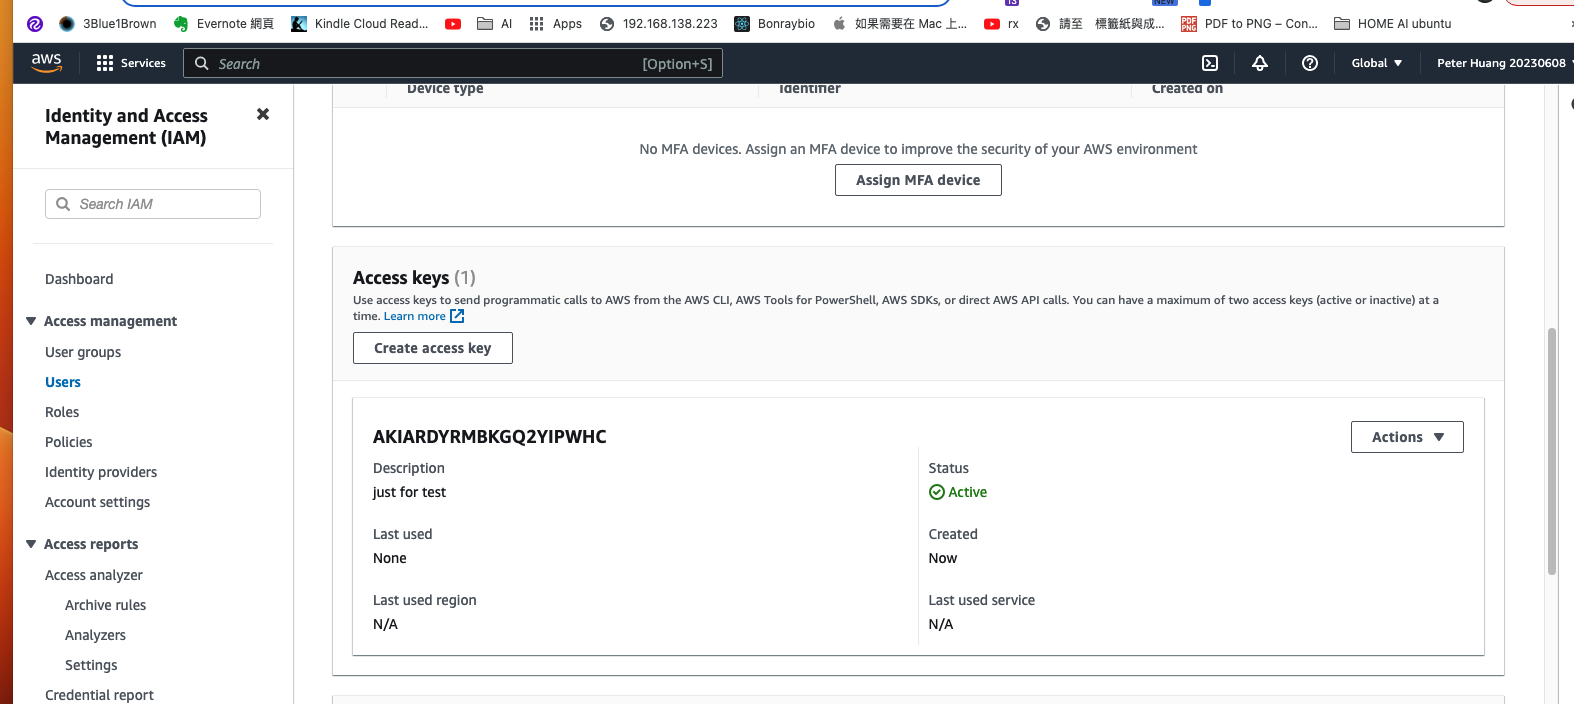 13
NEW
3Blue1Brown
Evernote 網頁
Kindle Cloud Read...
AI
Apps
192.168.138.223
Bonraybio
如果需要在 Mac 上...
rx
請至 標籤紙與成...
PDF PNG
PDF to PNG – Con...
HOME AI ubuntu
aws
Services
Search
[Option+S]
Global
Peter Huang 20230608
Identity and Access
Management (IAM)
Search IAM
Dashboard
Access management
User groups
Users
Roles
Policies
Identity providers
Account settings
Access reports
Access analyzer
Archive rules
Analyzers
Settings
Credential report
Device type
Identifier
Created on
No MFA devices. Assign an MFA device to improve the security of your AWS environment
Assign MFA device
Access keys (1)
Use access keys to send programmatic calls to AWS from the AWS CLI, AWS Tools for PowerShell, AWS SDKs, or direct AWS API calls. You can have a maximum of two access keys (active or inactive) at a
time. Learn more
Create access key
AKIARDYRMBKGQ2YIPWHC
Actions
Description
just for test
Status
Active
Last used
None
Created
Now
Last used region
N/A
Last used service
N/A